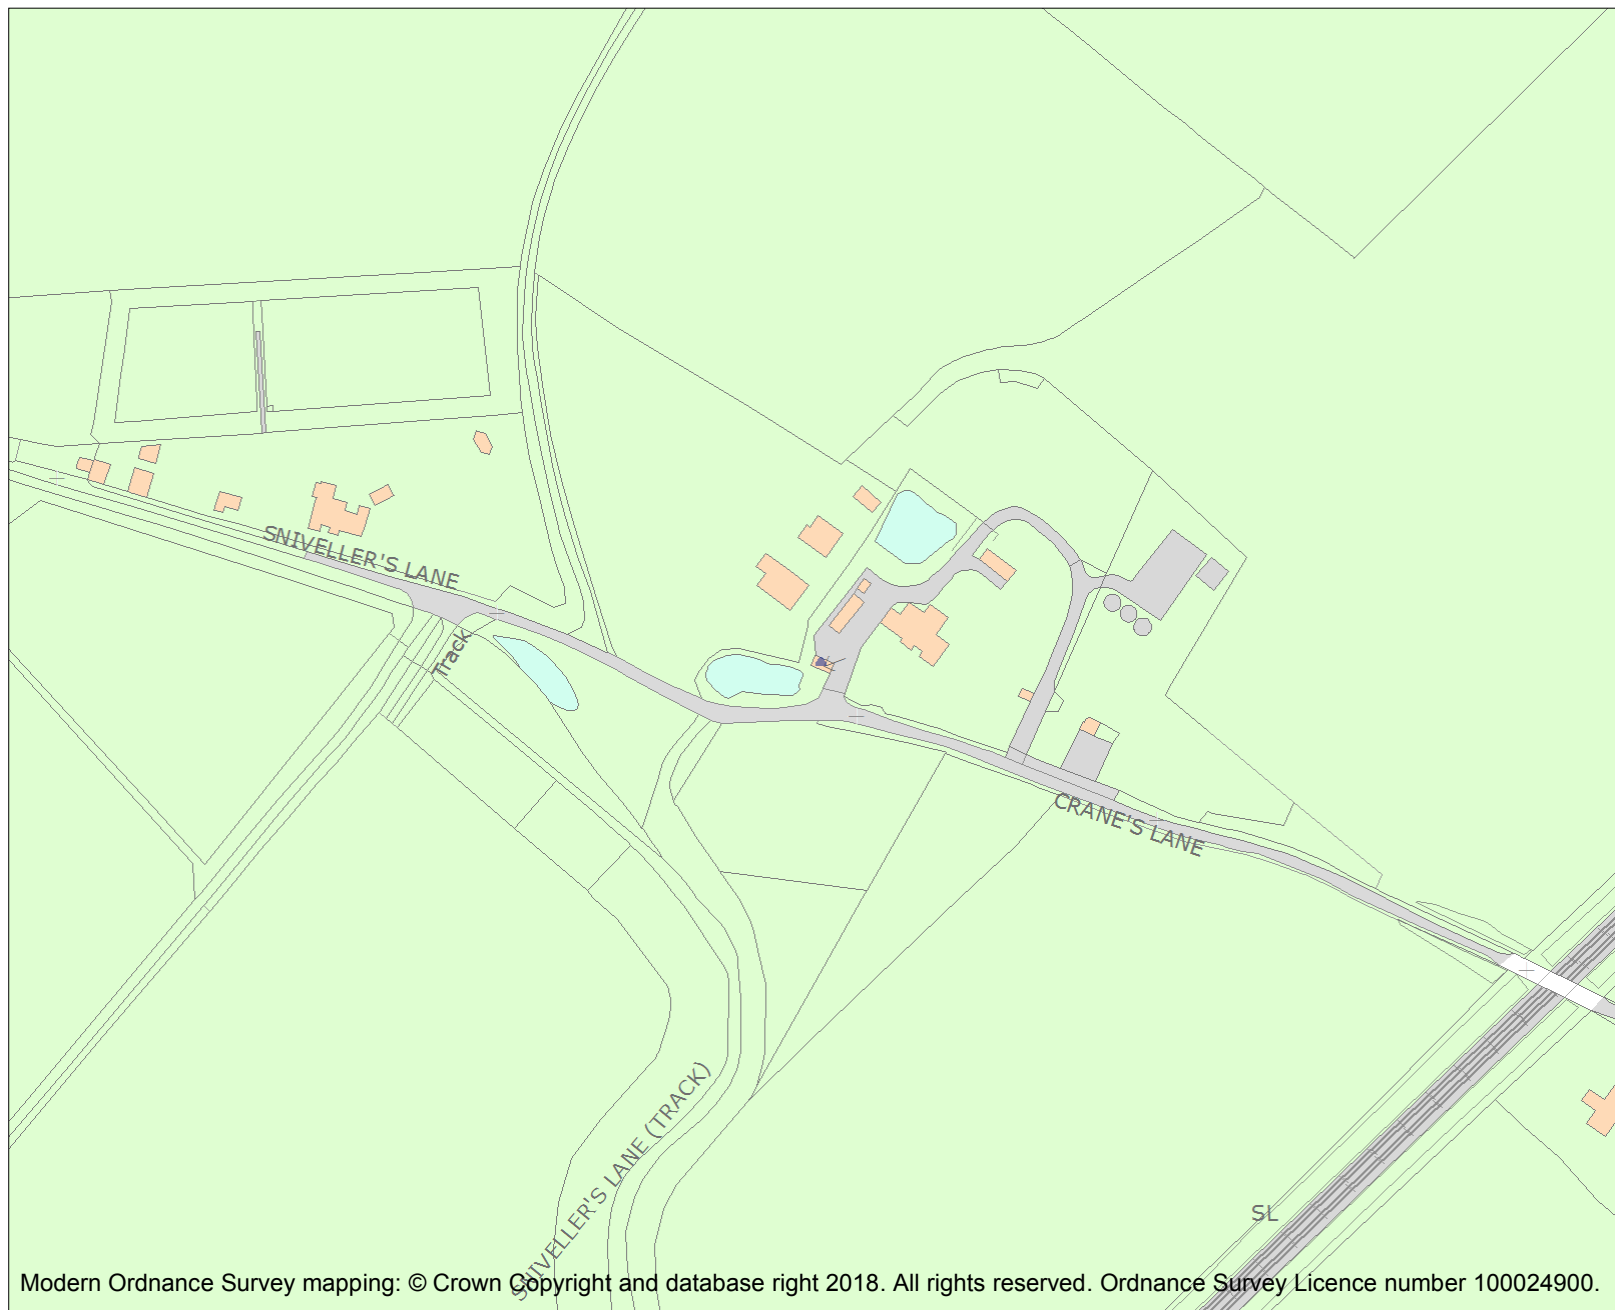 SNIVELLER'S LANE
Track
CRANE'S LANE
SNIVELLER'S LANE (TRACK)
SL
Modern Ordnance Survey mapping: © Crown Copyright and database right 2018. All rights reserved. Ordnance Survey Licence number 100024900.